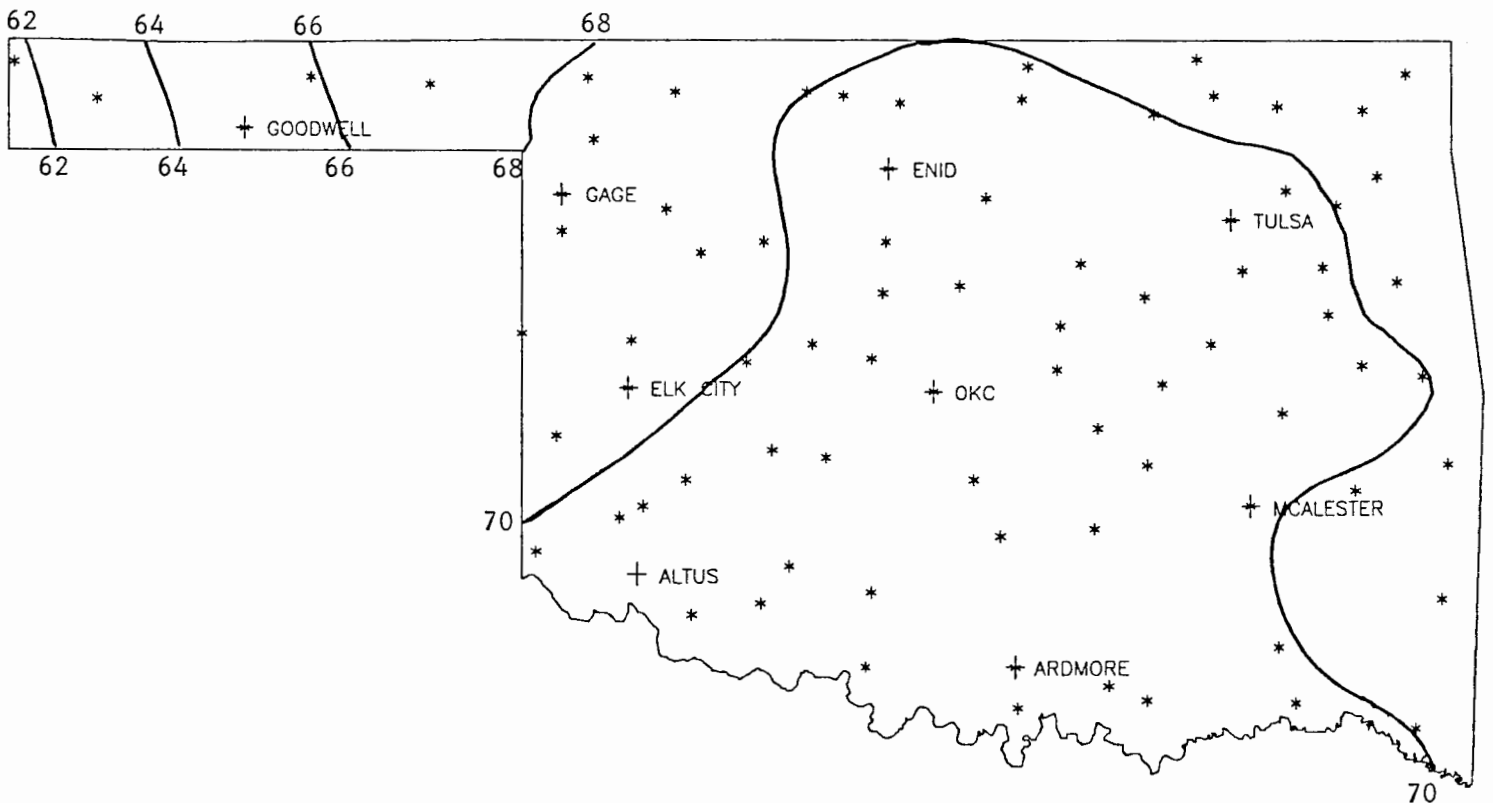 62 64 66 68
GOODWELL
62 64 66 68
ENID
GAGE
TULSA
ELK CITY
OKC
MCALESTER
70
ALTUS
ARDMORE
70